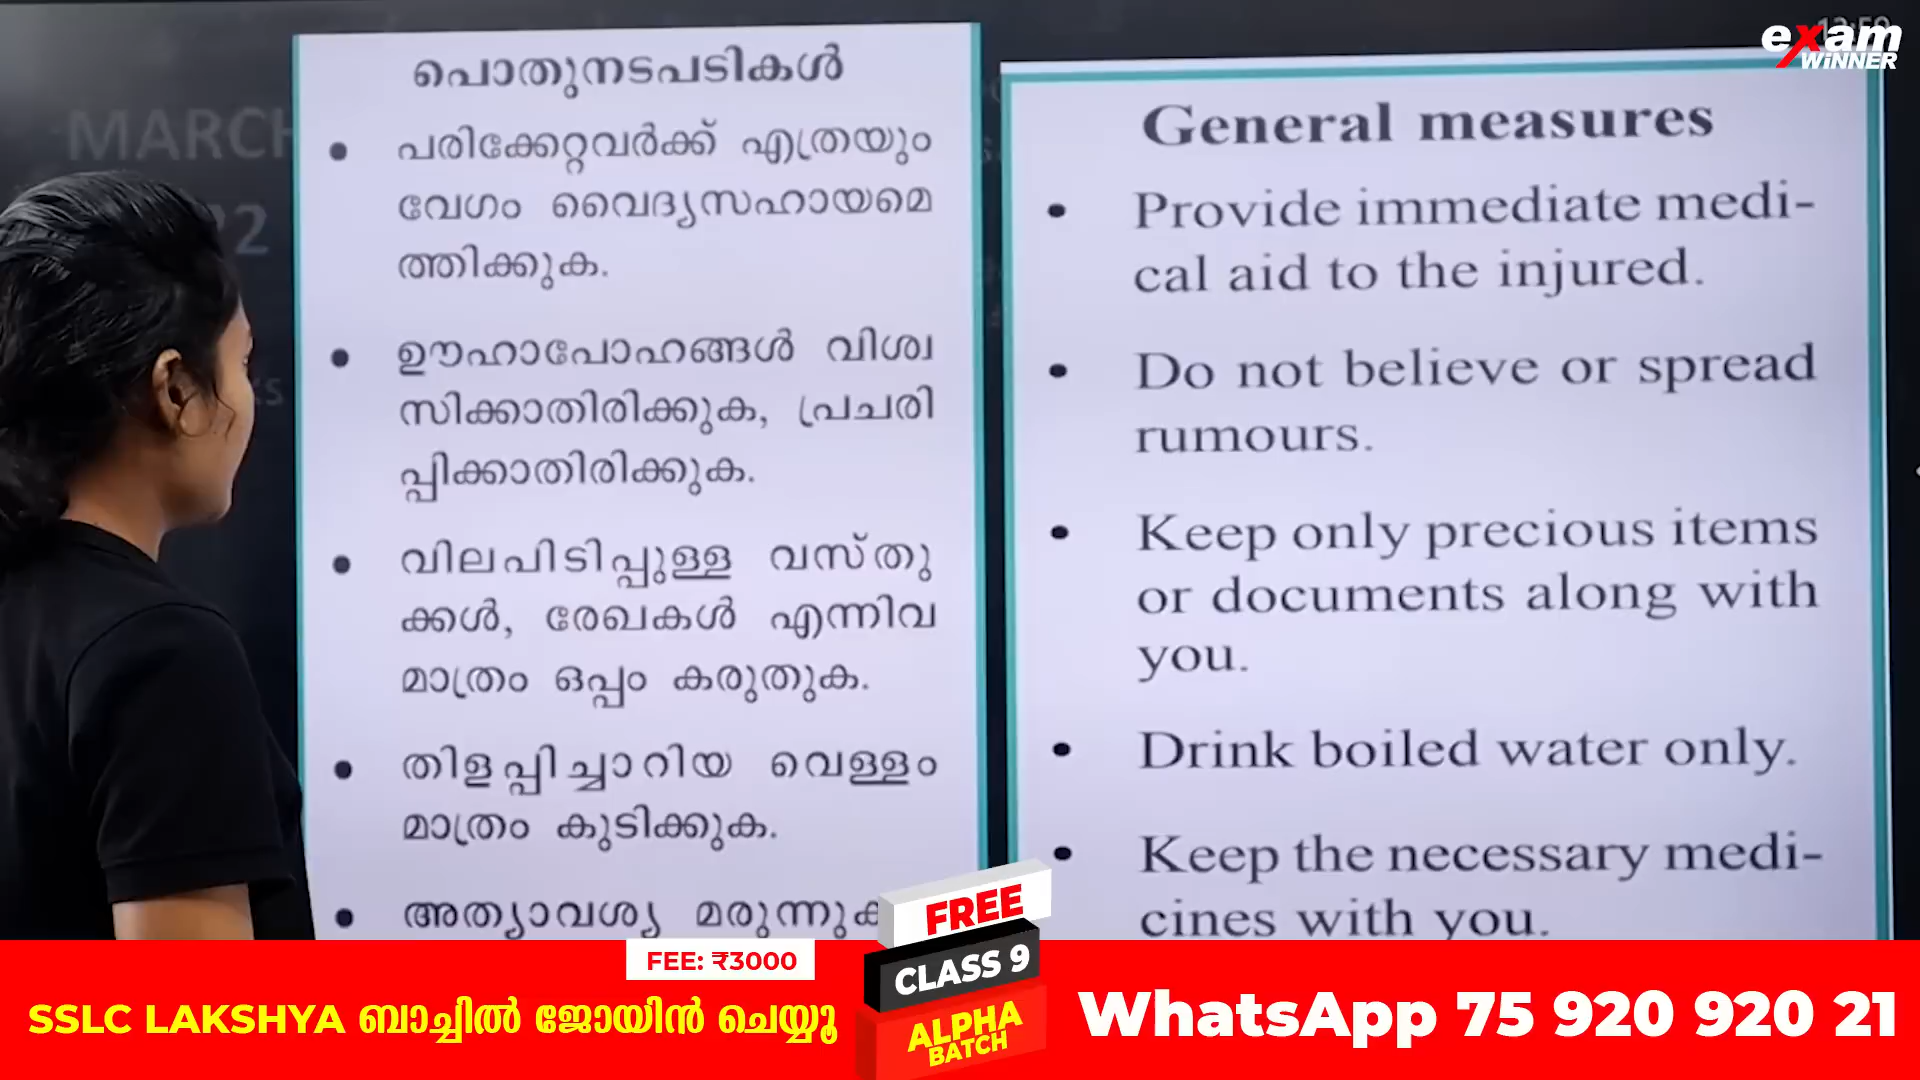 പൊതുനടപടികൾ
• പരിക്കേറ്റവർക്ക് എത്രയും
വേഗം വൈദ്യസഹായമെ
ത്തിക്കുക.
• ഊഹാപോഹങ്ങൾ വിശ്വ
സിക്കാതിരിക്കുക, പ്രചരി
പ്പിക്കാതിരിക്കുക.
• വിലപിടിപ്പുള്ള വസ്തു
ക്കൾ, രേഖകൾ എന്നിവ
മാത്രം ഒപ്പം കരുതുക.
• തിളപ്പിച്ചാറിയ വെള്ളം
മാത്രം കുടിക്കുക.
• അത്യാവശ്യ
General measures
• Provide immediate medi-
cal aid to the injured.
• Do not believe or spread
rumours.
• Keep only precious items
or documents along with
you.
• Drink boiled water only.
• Keep the necessary medi-
cines with you.
MARCH
exam
WINNER
FEE: ₹3000
SSLC LAKSHYA ബാച്ചിൽ ജോയിൻ ചെയ്യൂ
FREE
CLASS 9
ALPHA
BATCH
WhatsApp 75 920 920 21